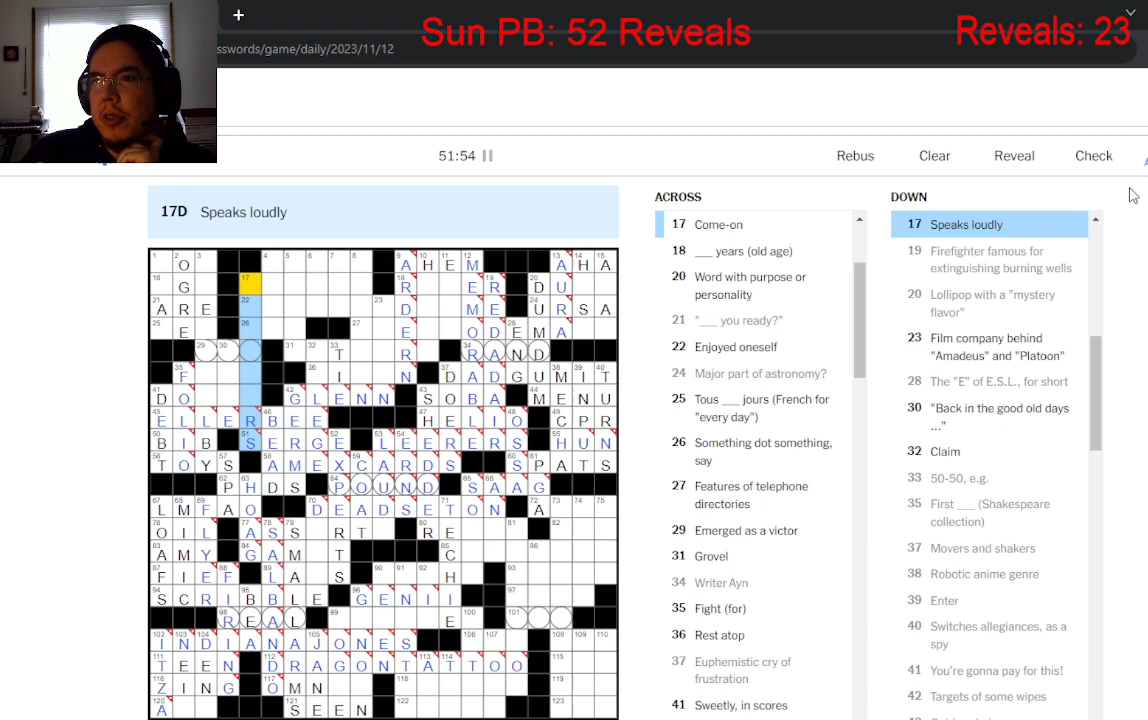 Sun PB: 52 Reveals
Reveals: 23
sswords/game/daily/2023/11/12
51:54
Rebus Clear Reveal Check
17D Speaks loudly
ACROSS
17 Come-on
18 ___ years (old age)
20 Word with purpose or
personality
21 "___ you ready?"
22 Enjoyed oneself
24 Major part of astronomy?
25 Tous ___ jours (French for
"every day")
26 Something dot something,
say
27 Features of telephone
directories
29 Emerged as a victor
31 Grovel
34 Writer Ayn
35 Fight (for)
36 Rest atop
37 Euphemistic cry of
frustration
41 Sweetly, in scores
DOWN
17 Speaks loudly
19 Firefighter famous for
extinguishing burning wells
20 Lollipop with a "mystery
flavor"
23 Film company behind
"Amadeus" and "Platoon"
28 The "E" of E.S.L., for short
30 "Back in the good old days
..."
32 Claim
33 50-50, e.g.
35 First ___ (Shakespeare
collection)
37 Movers and shakers
38 Robotic anime genre
39 Enter
40 Switches allegiances, as a
spy
41 You're gonna pay for this!
42 Targets of some wipes
O A H E M A H A
G R E R D U
A R E D M E U R S A
E E O D E M A
T R R A N D
F I N D A D G U M I T
D O G L E N N S O B A M E N U
E L L E R B E E H E L I O C P R
B I B S E R G E L E E R E R S H U N
T O Y S A M E X C A R D S S P A T S
P H D S P O U N D S A A G
L M F A O D E A D S E T O N A
O I L A S S R T R E
A M Y G A M T C
F I E F L A S H
S C R I B B L E G E N I I
R E A L E
I N D I A N A J O N E S
T E E N D R A G O N T A T T O O
Z I N G O M N
A S E E N